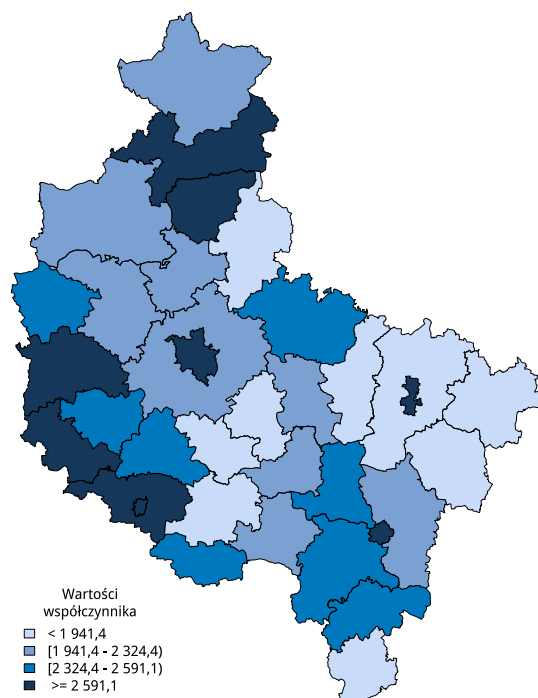 Wartości
współczynnika
< 1 941,4
[1 941,4 - 2 324,4)
[2 324,4 - 2 591,1)
>= 2 591,1